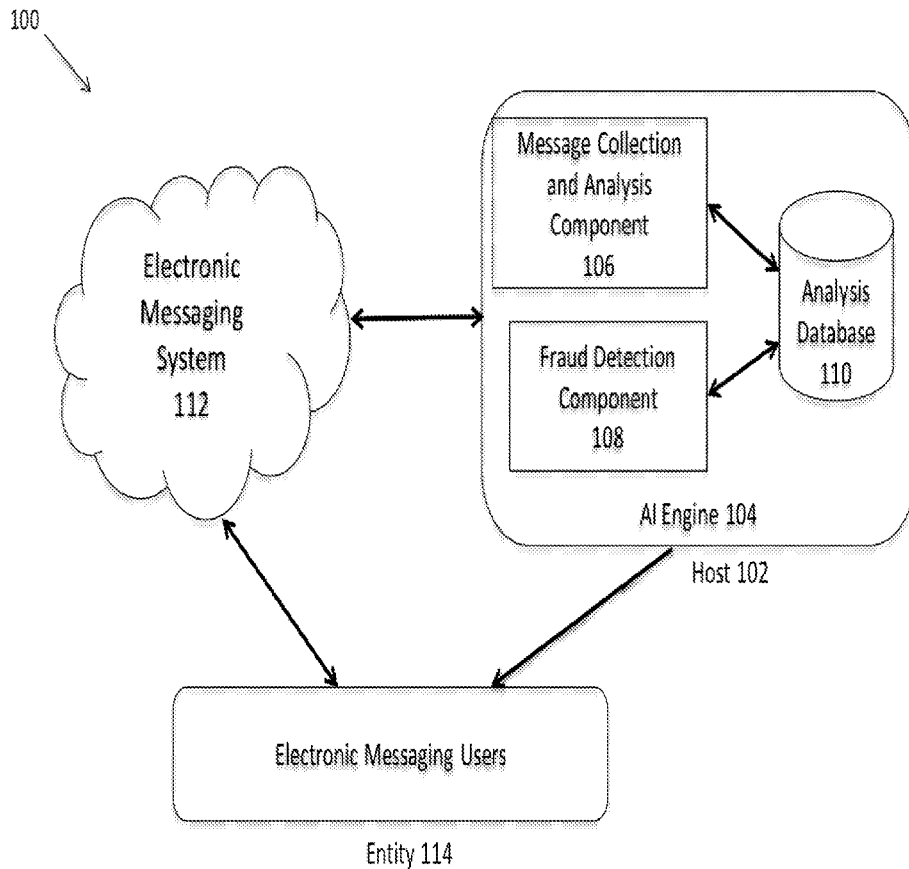 100
Message Collection
and Analysis
Component
106
Electronic
Messaging
System
112
Analysis
Database
110
Fraud Detection
Component
108
AI Engine 104
Host 102
Electronic Messaging Users
Entity 114